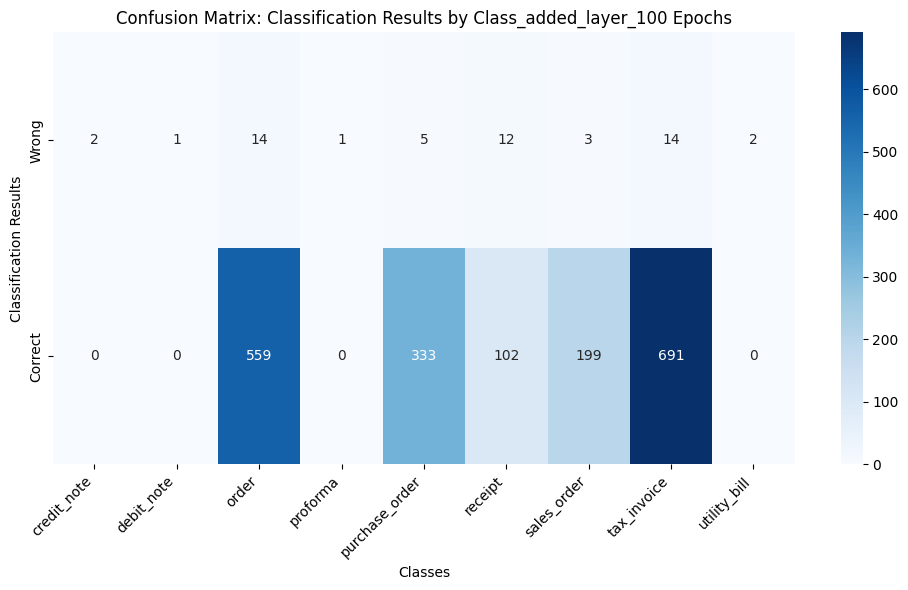 Confusion Matrix: Classification Results by Class_added_layer_100 Epochs
Classification Results
Wrong
2 1 14 1 5 12 3 14 2
Correct
0 0 559 0 333 102 199 691 0
credit_note
debit_note
order
proforma
purchase_order
receipt
sales_order
tax_invoice
utility_bill
Classes
600
500
400
300
200
100
0